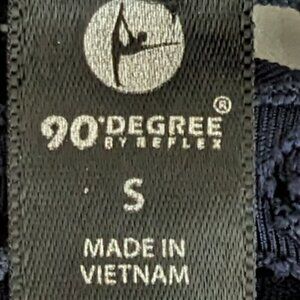 90°DEGREE®
BY REFLEX
S
MADE IN
VIETNAM